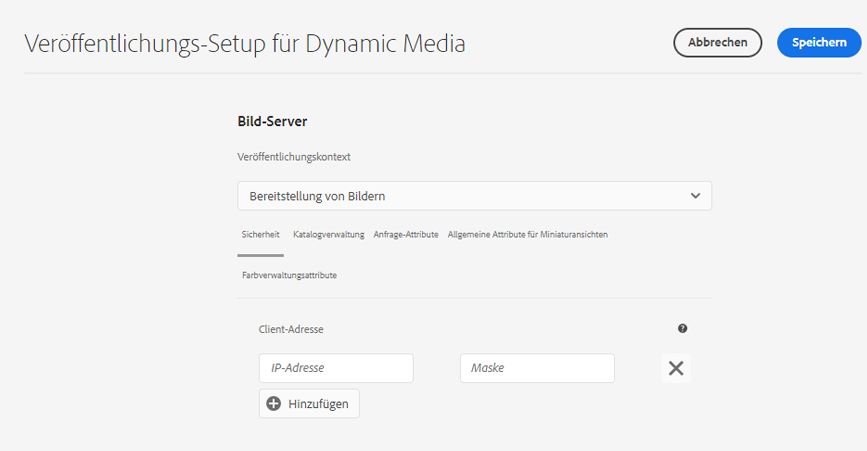 Veröffentlichungs-Setup für Dynamic Media
Abbrechen
Speichern
Bild-Server
Veröffentlichungskontext
Bereitstellung von Bildern
Sicherheit Katalogverwaltung Anfrage-Attribute Allgemeine Attribute für Miniaturansichten
Farbverwaltungsattribute
Client-Adresse
?
IP-Adresse
Maske
Hinzufügen